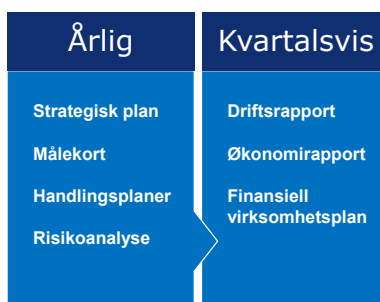 Årlig
Strategisk plan
Målekort
Handlingsplaner
Risikoanalyse
Kvartalsvis
Driftsrapport
Økonomirapport
Finansiell
virksomhetsplan